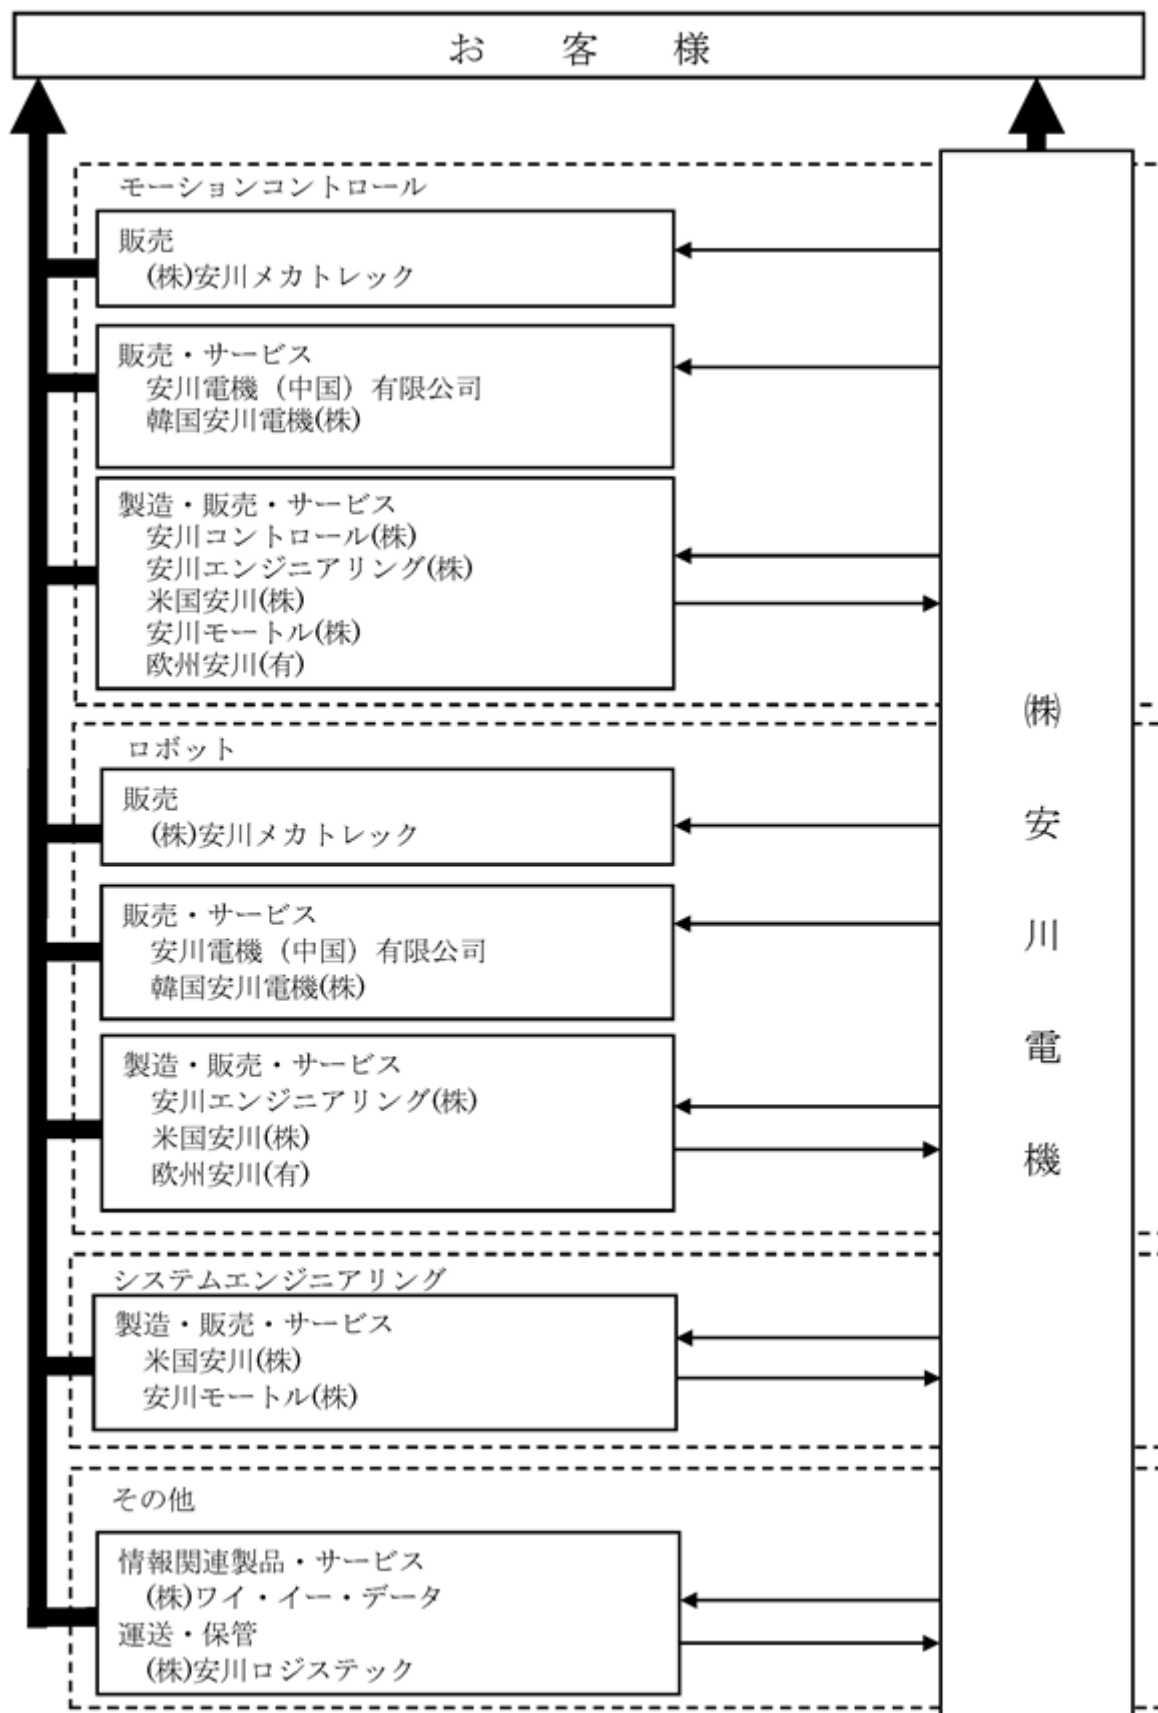 お客様
モーションコントロール
販売
(株)安川メカトレック
販売・サービス
安川電機（中国）有限公司
韓国安川電機(株)
製造・販売・サービス
安川コントロール(株)
安川エンジニアリング(株)
米国安川(株)
安川モートル(株)
欧州安川(有)
ロボット
販売
(株)安川メカトレック
販売・サービス
安川電機（中国）有限公司
韓国安川電機(株)
製造・販売・サービス
安川エンジニアリング(株)
米国安川(株)
欧州安川(有)
システムエンジニアリング
製造・販売・サービス
米国安川(株)
安川モートル(株)
その他
情報関連製品・サービス
(株)ワイ・イー・データ
運送・保管
(株)安川ロジステック
㈱安川電機